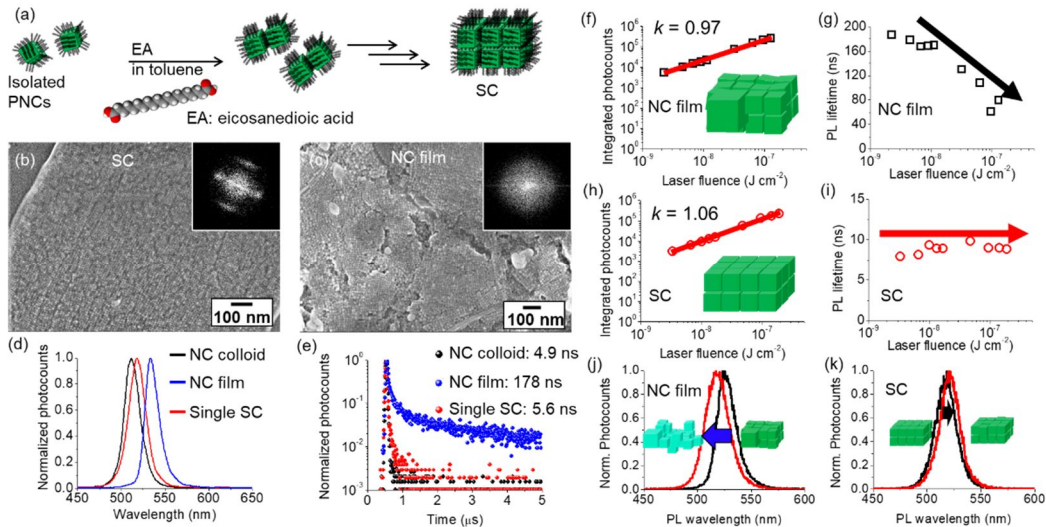 (a)
Isolated
PNCs
EA
in toluene
EA: eicosanedioic acid
SC
(b)
SC
100 nm
(c)
NC film
100 nm
(d)
Normalized photocounts
1.0
0.8
0.6
0.4
0.2
0.0
NC colloid
NC film
Single SC
450 500 550 600 650
Wavelength (nm)
(e)
Normalized photocounts
10⁰
10⁻¹
10⁻²
10⁻³
NC colloid: 4.9 ns
NC film: 178 ns
Single SC: 5.6 ns
1 2 3 4 5
Time (μs)
(f)
Integrated photocounts
10⁶
10⁵
10⁴
10³
10²
10¹
10⁰
k = 0.97
NC film
10⁻⁹ 10⁻⁸ 10⁻⁷
Laser fluence (J cm⁻²)
(g)
PL lifetime (ns)
200
160
120
80
40
0
NC film
10⁻⁹ 10⁻⁸ 10⁻⁷
Laser fluence (J cm⁻²)
(h)
Integrated photocounts
10⁶
10⁵
10⁴
10³
10²
10¹
10⁰
k = 1.06
SC
10⁻⁹ 10⁻⁸ 10⁻⁷
Laser fluence (J cm⁻²)
(i)
PL lifetime (ns)
15
10
5
0
SC
10⁻⁹ 10⁻⁸ 10⁻⁷
Laser fluence (J cm⁻²)
(j)
Norm. Photocounts
1.0
0.8
0.6
0.4
0.2
0.0
NC film
450 500 550 600
PL wavelength (nm)
(k)
Norm. Photocounts
1.0
0.8
0.6
0.4
0.2
0.0
SC
450 500 550 600
PL wavelength (nm)